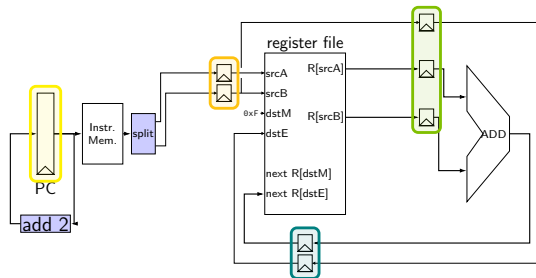 register file
srcA
R[srcA]
srcB
0xF
dstM
R[srcB]
dstE
Instr.
Mem.
split
ADD
next R[dstM]
next R[dstE]
PC
add 2